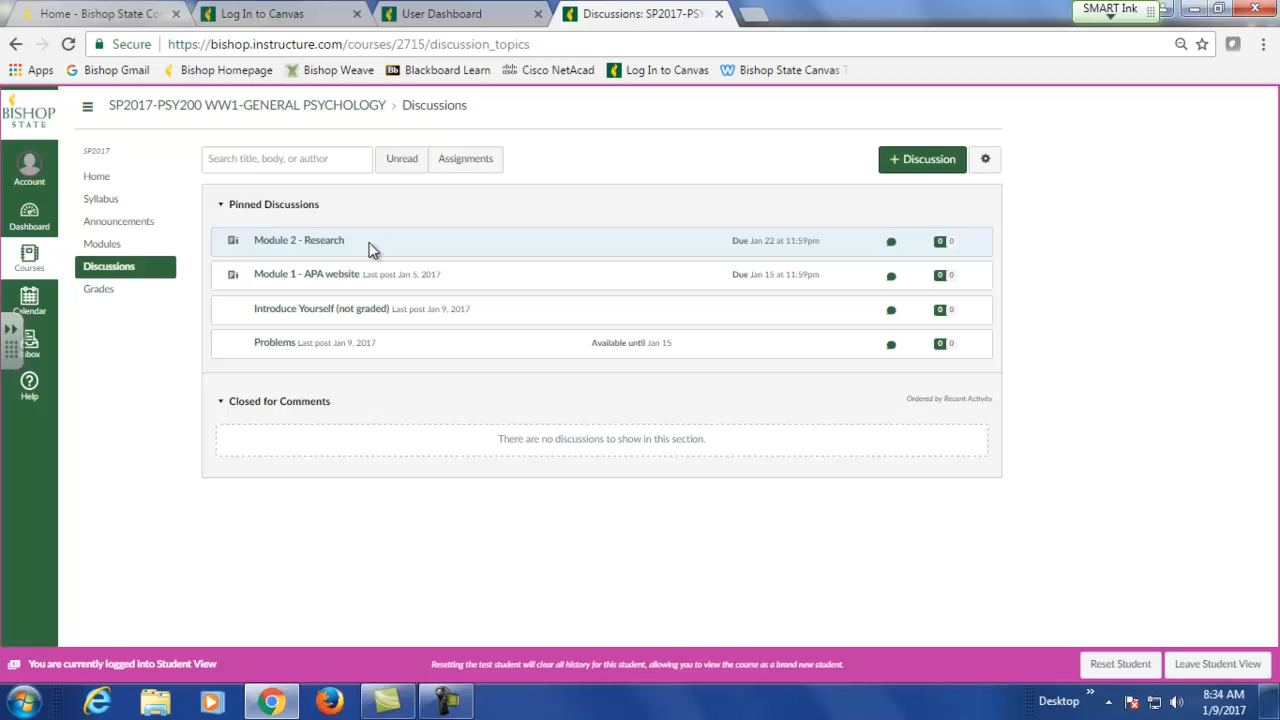 Home - Bishop State Co
Log In to Canvas
User Dashboard
Discussions: SP2017-PSY
SMART Ink
Secure
https://bishop.instructure.com/courses/2715/discussion_topics
Apps
Bishop Gmail
Bishop Homepage
Bishop Weave
Blackboard Learn
Cisco NetAcad
Log In to Canvas
Bishop State Canvas T
BISHOP
STATE
SP2017-PSY200 WW1-GENERAL PSYCHOLOGY › Discussions
Account
Dashboard
Courses
Calendar
Inbox
Help
SP2017
Home
Syllabus
Announcements
Modules
Discussions
Grades
Search title, body, or author
Unread
Assignments
+ Discussion
Pinned Discussions
Module 2 - Research
Due Jan 22 at 11:59pm
0 0
Module 1 - APA website Last post Jan 5, 2017
Due Jan 15 at 11:59pm
0 0
Introduce Yourself (not graded) Last post Jan 9, 2017
0 0
Problems Last post Jan 9, 2017
Available until Jan 15
0 0
Closed for Comments
Ordered by Recent Activity
There are no discussions to show in this section.
You are currently logged into Student View
Resetting the test student will clear all history for this student, allowing you to view the course as a brand new student.
Reset Student
Leave Student View
Desktop
8:34 AM
1/9/2017